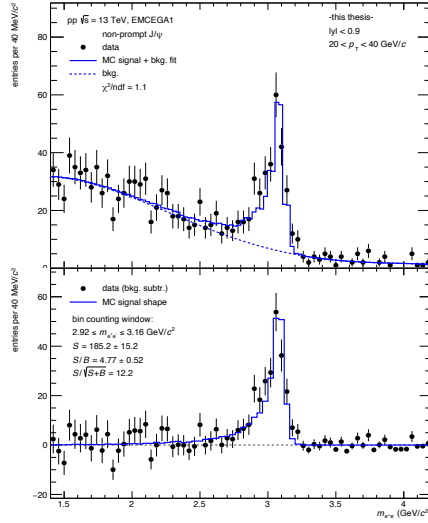 pp √s = 13 TeV, EMCEGA1
non-prompt J/ψ
data
MC signal + bkg. fit
bkg.
χ²/ndf = 1.1
-this thesis-
|y| < 0.9
20 < p_T < 40 GeV/c
entries per 40 MeV/c²
80
60
40
20
0
data (bkg. subtr.)
MC signal shape
bin counting window:
2.92 ≤ m_e⁺e⁻ ≤ 3.16 GeV/c²
S = 185.2 ± 15.2
S/B = 4.77 ± 0.52
S/√S+B = 12.2
entries per 40 MeV/c²
60
40
20
0
−20
1.5 2 2.5 3 3.5 4
m_e⁺e⁻ (GeV/c²)